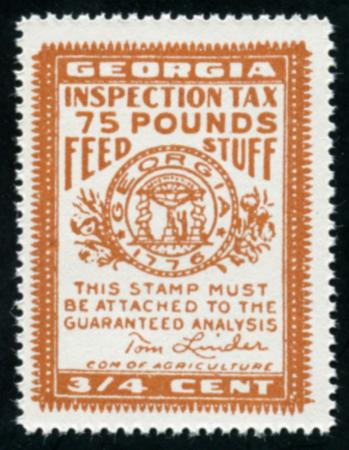 GEORGIA
INSPECTION TAX
75 POUNDS
FEED STUFF
GEORGIA
1776
THIS STAMP MUST
BE ATTACHED TO THE
GUARANTEED ANALYSIS
Tom Linder
COM OF AGRICULTURE
3/4 CENT